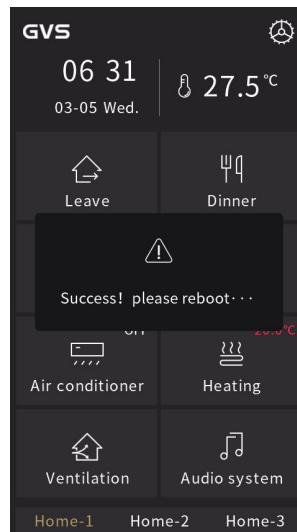 GVS
06 31
27.5℃
03-05 Wed.
Leave
Dinner
Success! please reboot···
Air conditioner
Heating
Ventilation
Audio system
Home-1
Home-2
Home-3